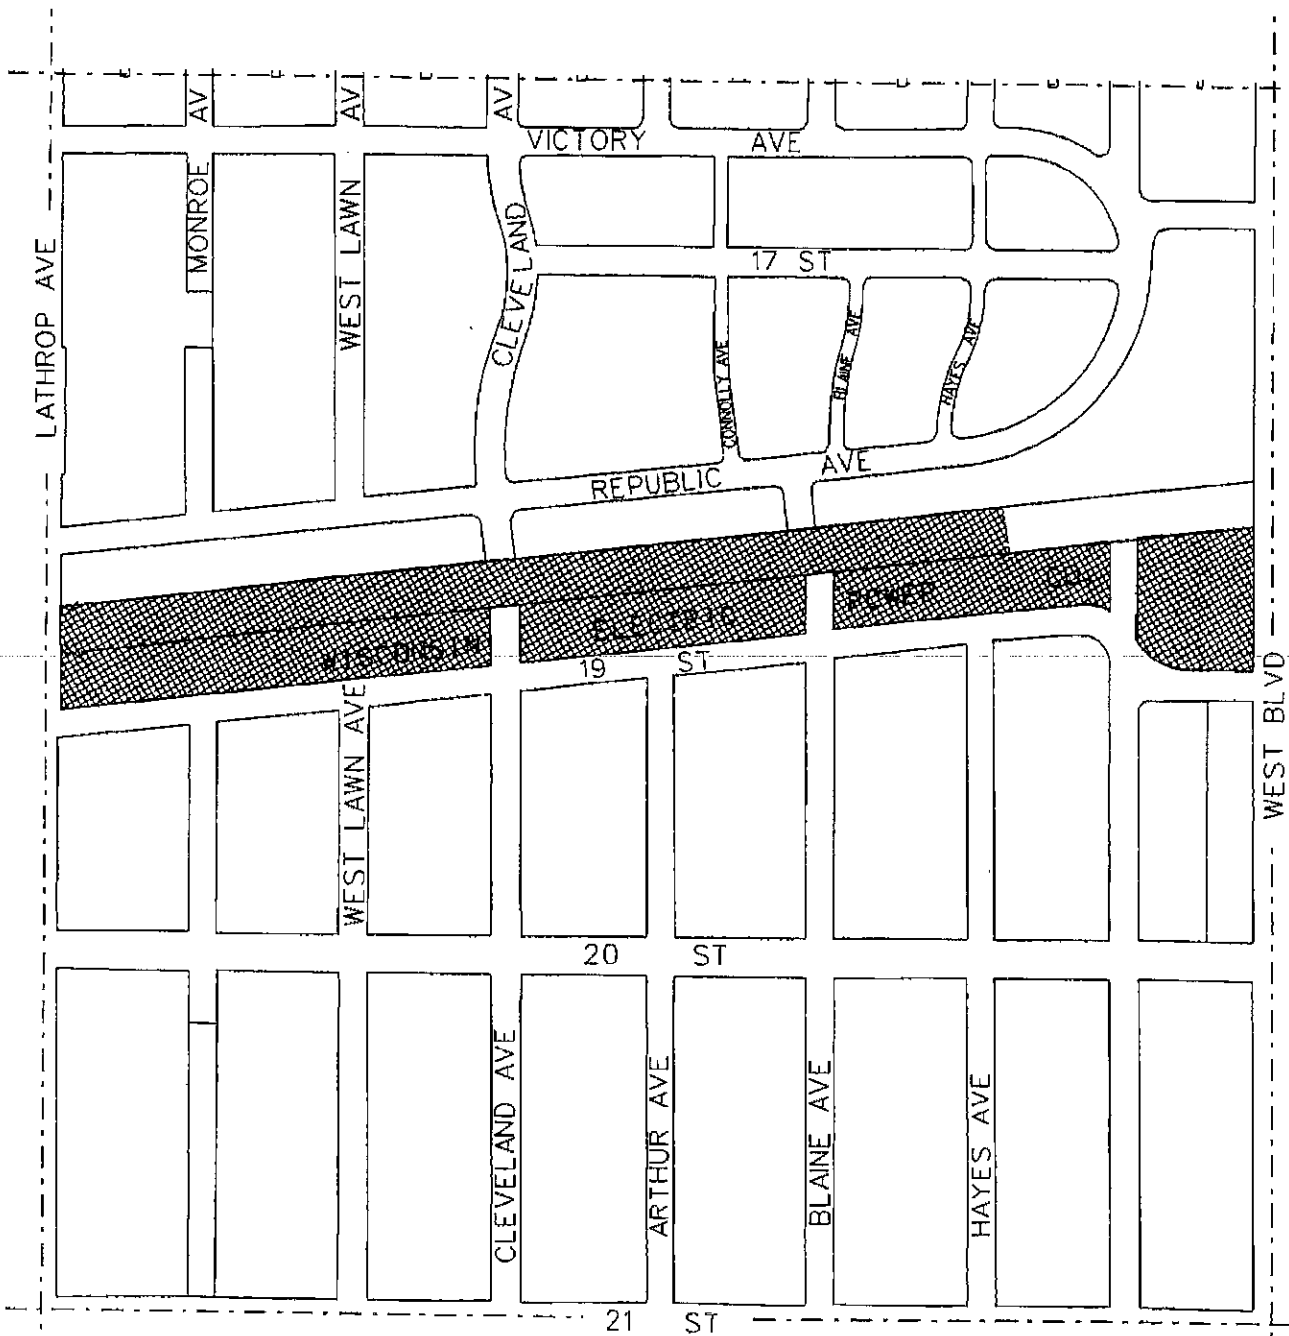 AV
AV
AV
VICTORY AVE
MONROE
WEST LAWN
CLEVELAND
LATHROP AVE
17 ST
CONNOLLY AVE
BLAINE AVE
HAYES AVE
REPUBLIC AVE
WISCONSIN ELECTRIC POWER CO.
19 ST
WEST LAWN AVE
WEST BLVD
20 ST
CLEVELAND AVE
ARTHUR AVE
BLAINE AVE
HAYES AVE
21 ST